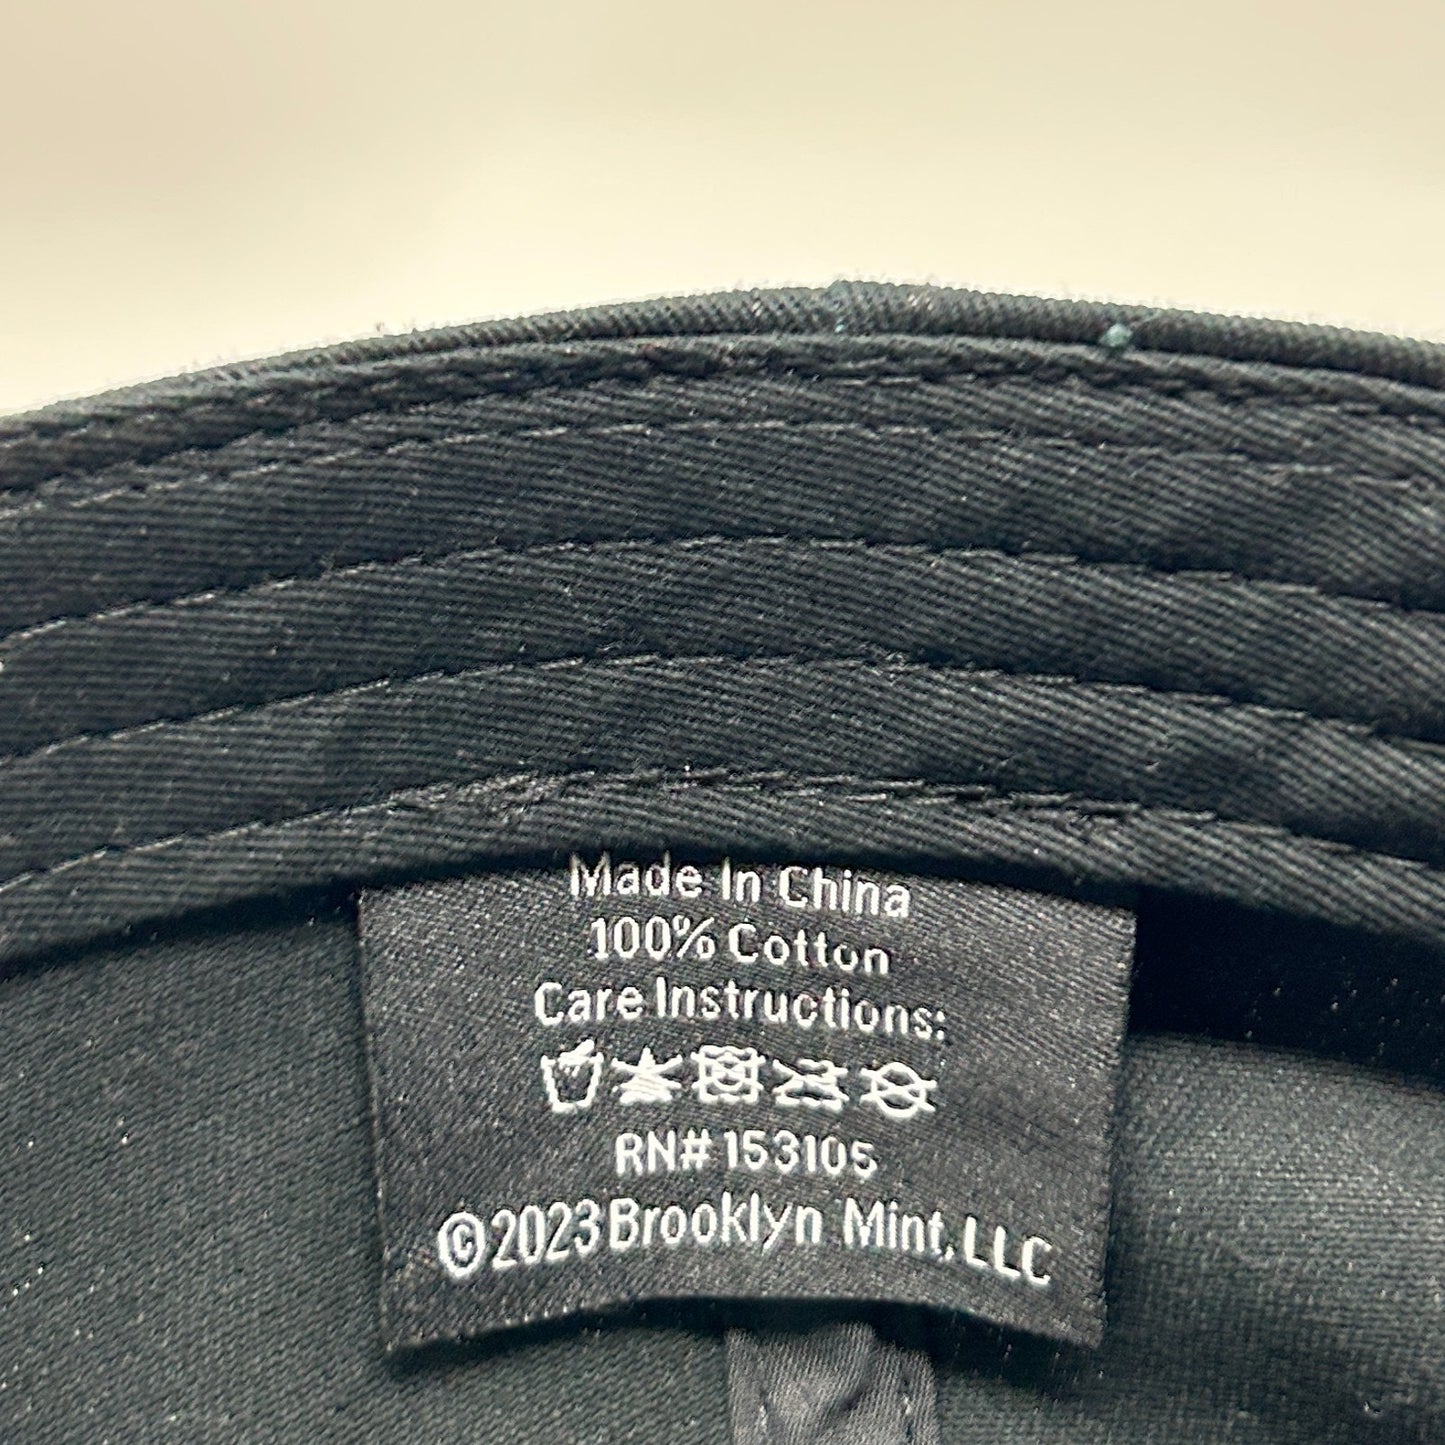 Made In China
100% Cotton
Care Instructions:
RN# 153105
©2023 Brooklyn Mint, LLC